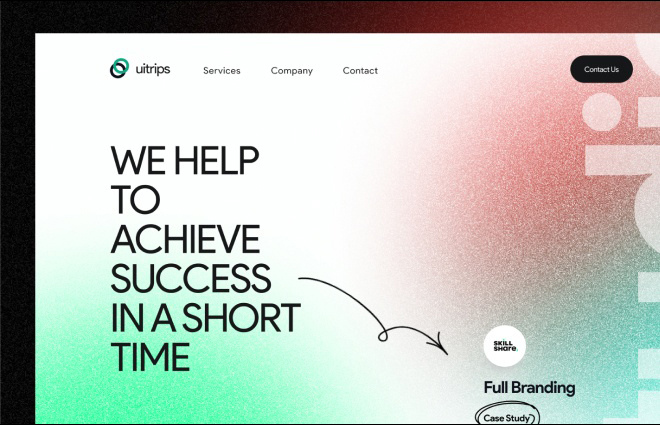 uitrips
Services
Company
Contact
Contact Us
WE HELP
TO
ACHIEVE
SUCCESS
IN A SHORT
TIME
SKILL
SHare.
Full Branding
Case Study